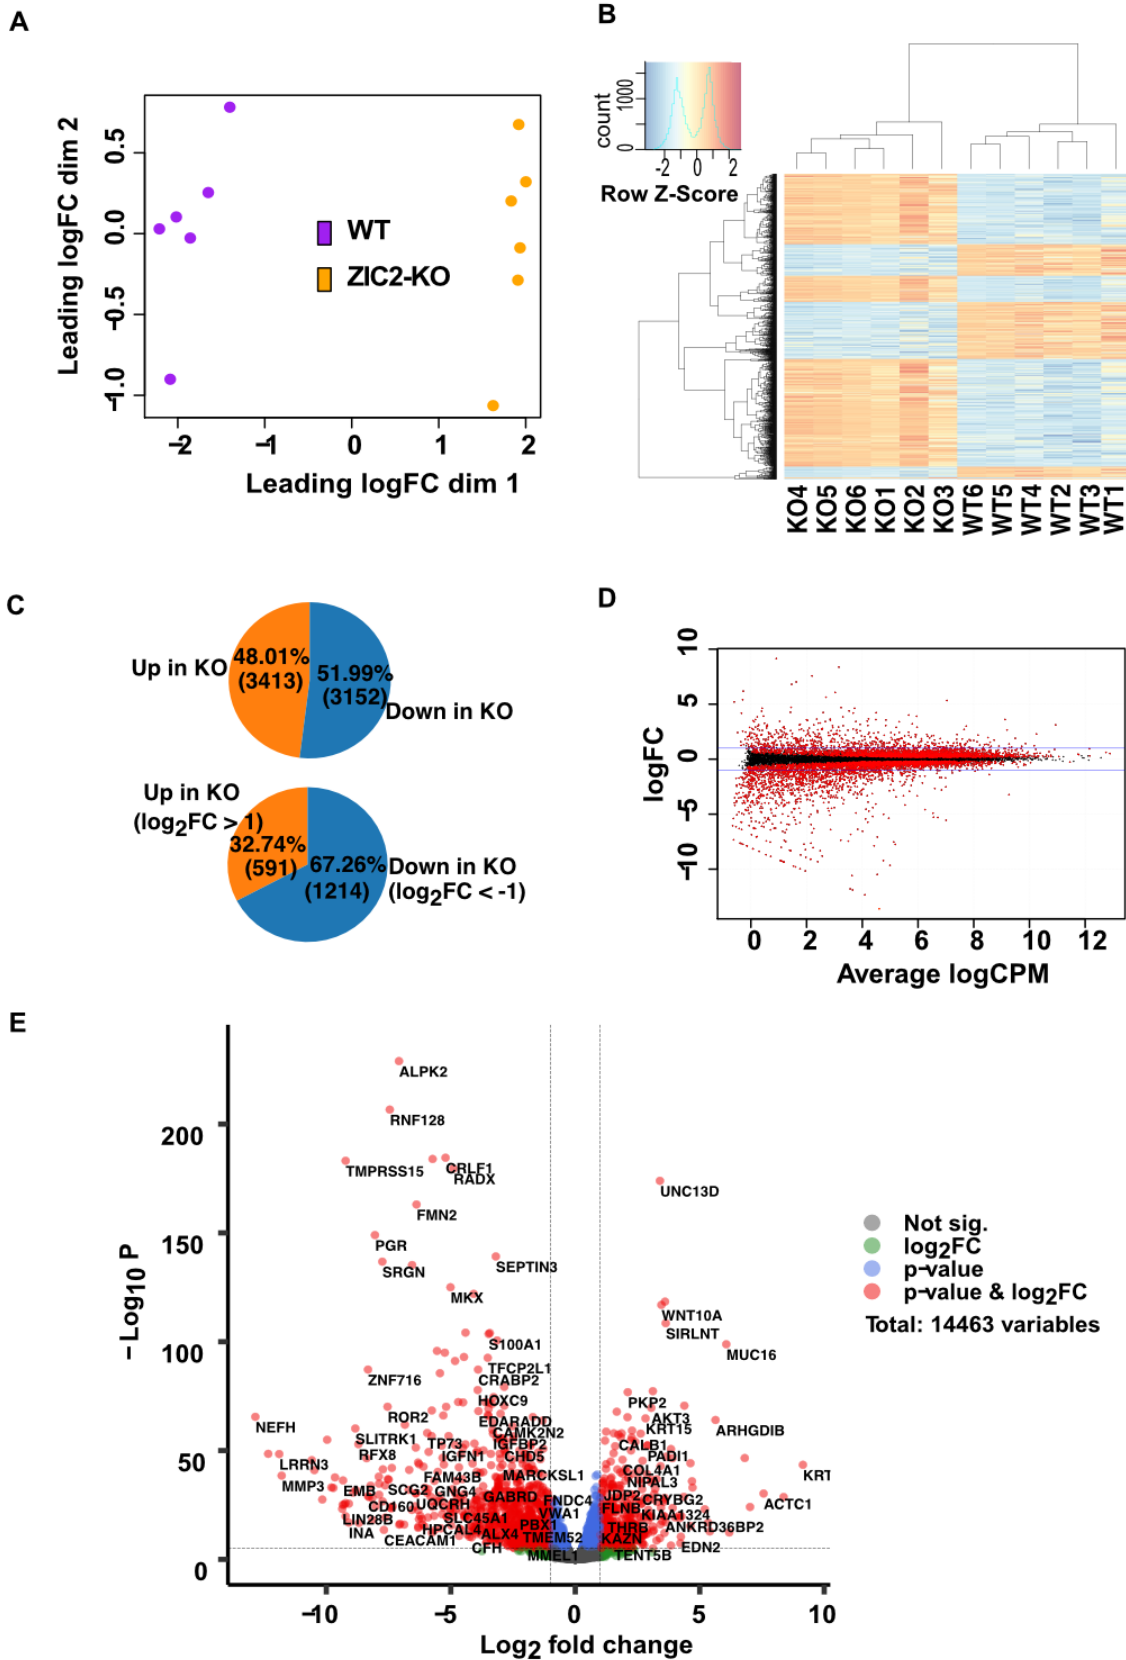 A
Leading logFC dim 2
0.5
0.0
−0.5
−1.0
WT
ZIC2-KO
−2
−1
0
1
2
Leading logFC dim 1
B
count
0
1000
-2
0
1
2
Row Z-Score
KO4
KO5
KO6
KO1
KO2
KO3
WT6
WT5
WT4
WT2
WT3
WT1
C
Up in KO
48.01%
(3413)
51.99%
(3152)
Down in KO
Up in KO
(log2FC > 1)
32.74%
(591)
67.26%
(1214)
Down in KO
(log2FC < -1)
D
logFC
10
5
0
−5
−10
0
2
4
6
8
10
12
Average logCPM
E
−Log10 P
200
150
100
50
0
ALPK2
RNF128
TMPRSS15
CRLF1
RADX
UNC13D
FMN2
PGR
SRGN
SEPTIN3
MKX
WNT10A
SIRLNT
S100A1
MUC16
TFCP2L1
ZNF716
CRABP2
HOXC9
PKP2
NEFH
ROR2
EDARADD
AKT3
CAMK2N2
KRT15
ARHGDIB
SLITRK1
TP73
IGFBP2
CALB1
RFX8
IGFN1
CHD5
PADI1
LRRN3
FAM43B
MARCKSL1
COL4A1
KRT
MMP3
EMB
SCG2
GNG4
GABRD
NIPAL3
JDP2
CRYBG2
ACTC1
CD160
UQCRH
FNDC4
FLNB
LIN28B
SLC45A1
VWA1
KIAA1324
INA
HPCAL4
PBX1
THRB
ANKRD36BP2
CEACAM1
ALX4
TMEM52
KAZN
CFH
MMEL1
TENT5B
EDN2
−10
−5
0
5
10
Log2 fold change
Not sig.
log2FC
p−value
p−value & log2FC
Total: 14463 variables